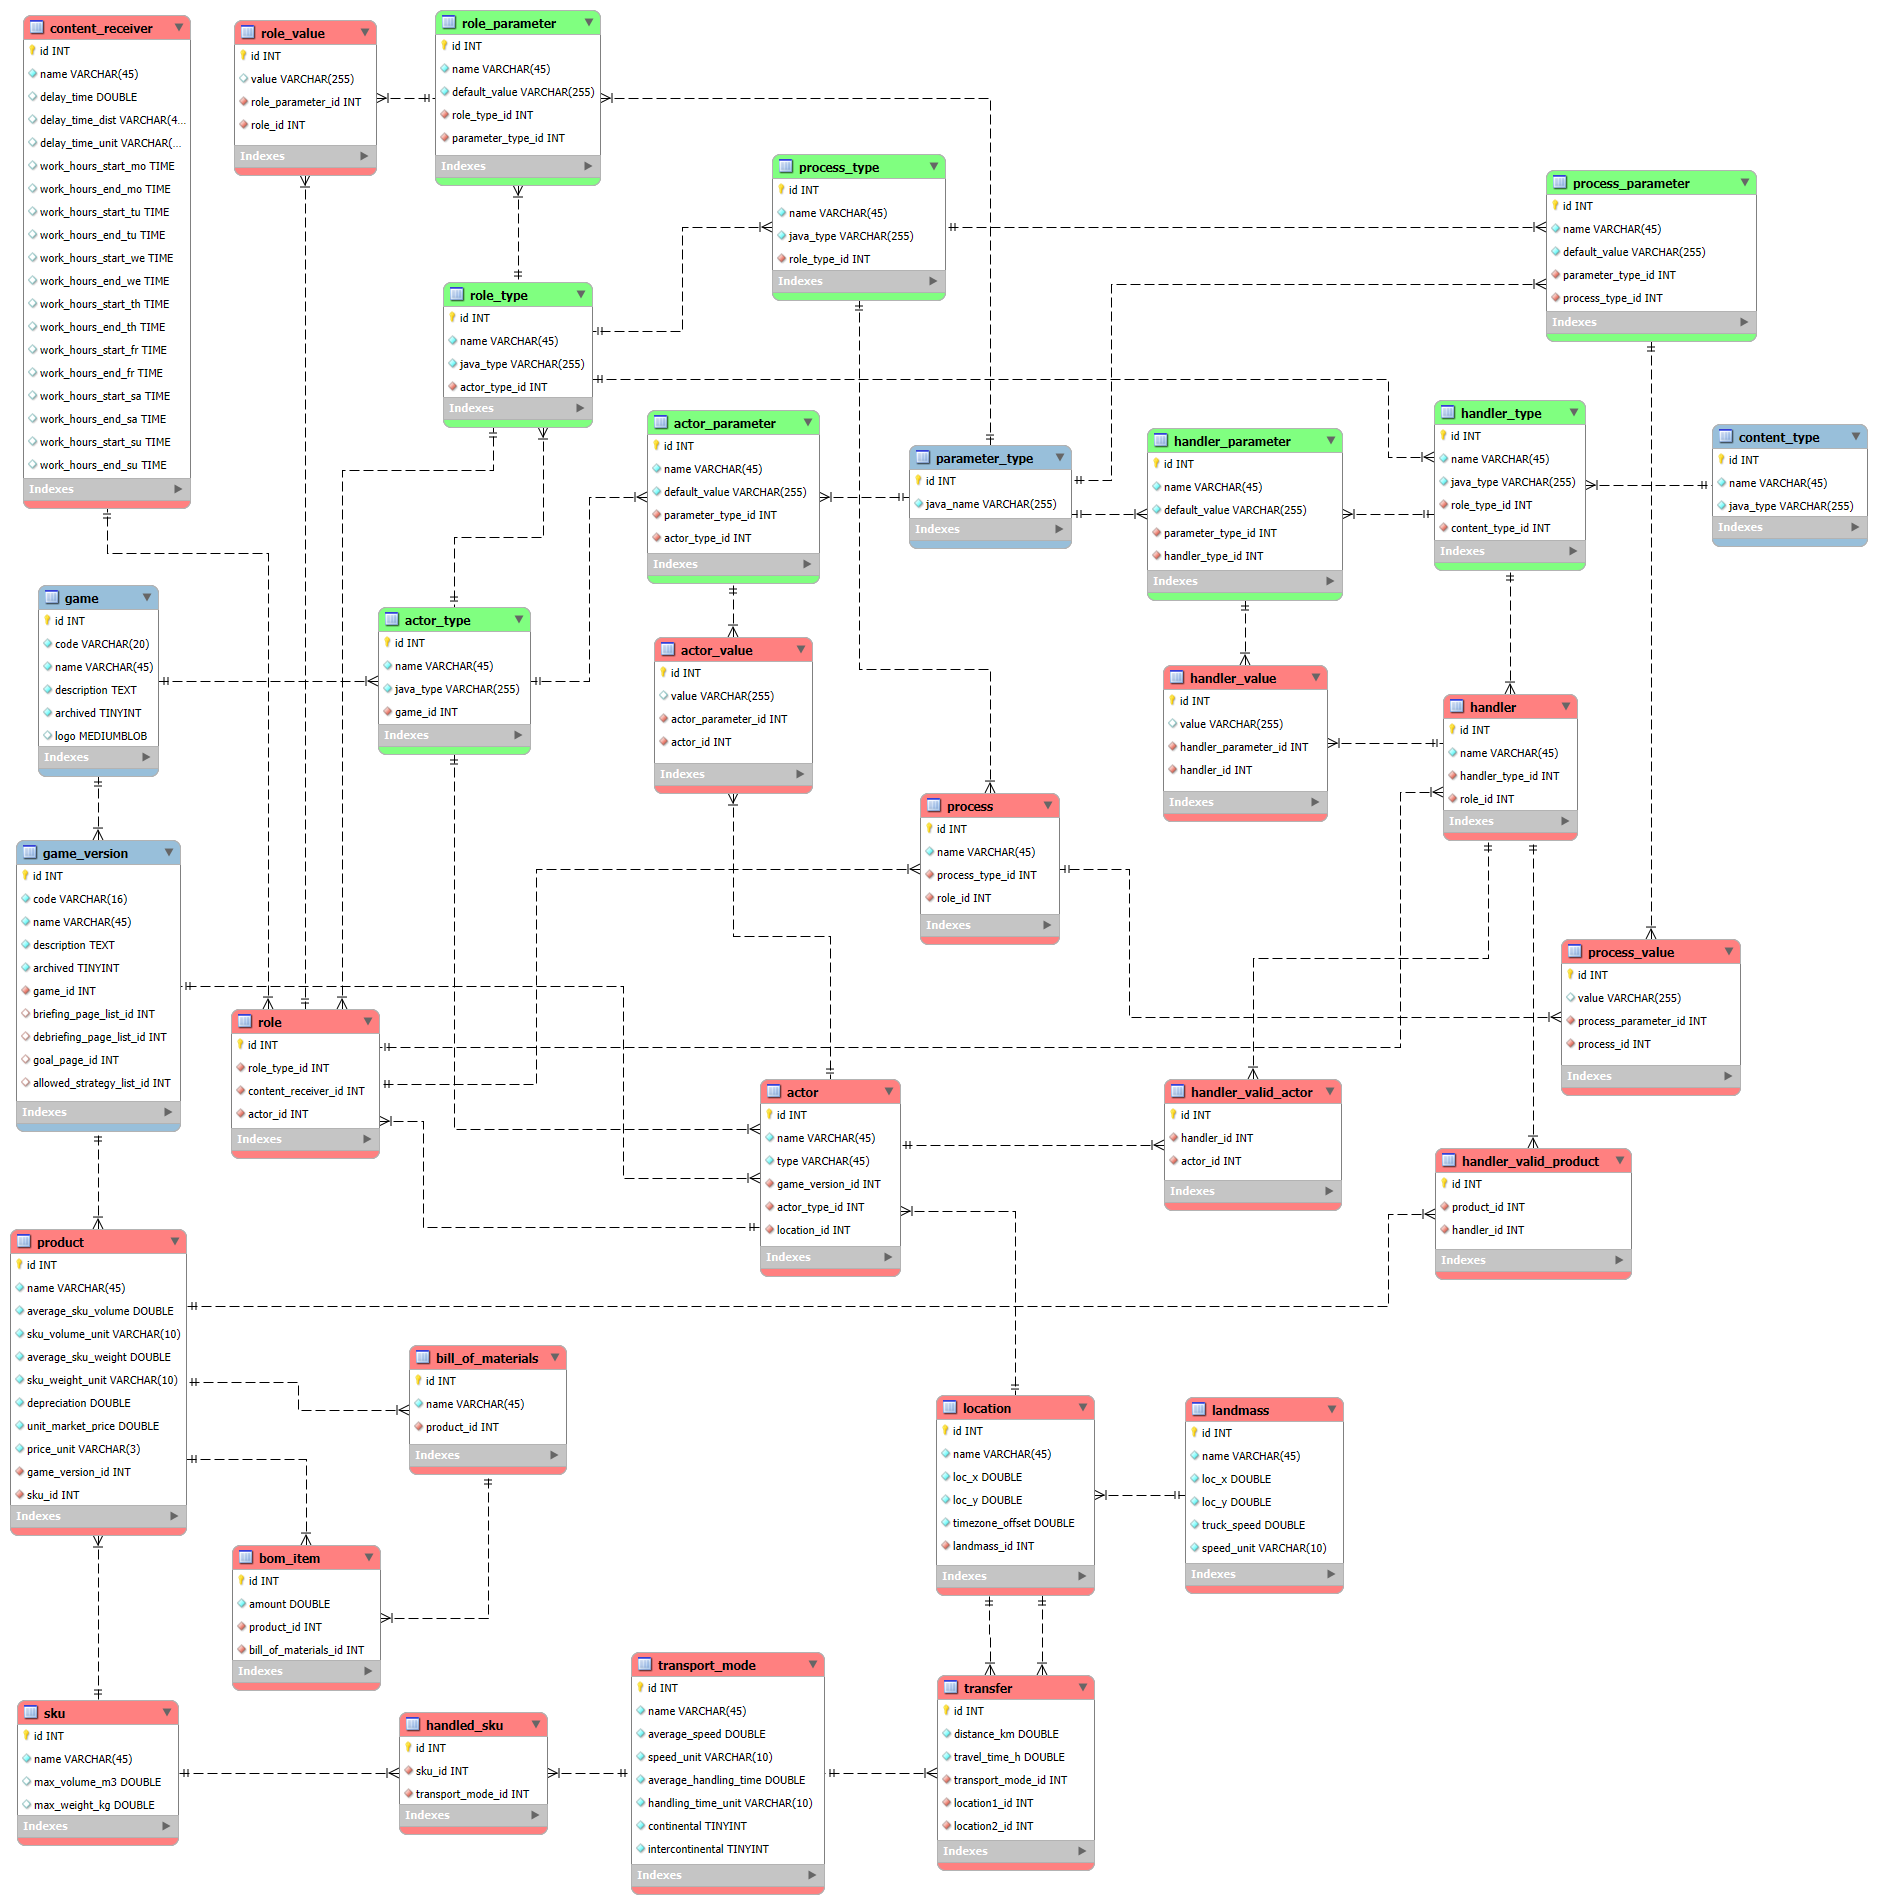 content_receiver
id INT
name VARCHAR(45)
delay_time DOUBLE
delay_time_dist VARCHAR(4...
delay_time_unit VARCHAR(...
work_hours_start_mo TIME
work_hours_end_mo TIME
work_hours_start_tu TIME
work_hours_end_tu TIME
work_hours_start_we TIME
work_hours_end_we TIME
work_hours_start_th TIME
work_hours_end_th TIME
work_hours_start_fr TIME
work_hours_end_fr TIME
work_hours_start_sa TIME
work_hours_end_sa TIME
work_hours_start_su TIME
work_hours_end_su TIME
Indexes
role_value
id INT
value VARCHAR(255)
role_parameter_id INT
role_id INT
Indexes
role_parameter
id INT
name VARCHAR(45)
default_value VARCHAR(255)
role_type_id INT
parameter_type_id INT
Indexes
process_type
id INT
name VARCHAR(45)
java_type VARCHAR(255)
role_type_id INT
Indexes
process_parameter
id INT
name VARCHAR(45)
default_value VARCHAR(255)
parameter_type_id INT
process_type_id INT
Indexes
role_type
id INT
name VARCHAR(45)
java_type VARCHAR(255)
actor_type_id INT
Indexes
actor_parameter
id INT
name VARCHAR(45)
default_value VARCHAR(255)
parameter_type_id INT
actor_type_id INT
Indexes
parameter_type
id INT
java_name VARCHAR(255)
Indexes
handler_parameter
id INT
name VARCHAR(45)
default_value VARCHAR(255)
parameter_type_id INT
handler_type_id INT
Indexes
handler_type
id INT
name VARCHAR(45)
java_type VARCHAR(255)
role_type_id INT
content_type_id INT
Indexes
content_type
id INT
name VARCHAR(45)
java_type VARCHAR(255)
Indexes
game
id INT
code VARCHAR(20)
name VARCHAR(45)
description TEXT
archived TINYINT
logo MEDIUMBLOB
Indexes
actor_type
id INT
name VARCHAR(45)
java_type VARCHAR(255)
game_id INT
Indexes
actor_value
id INT
value VARCHAR(255)
actor_parameter_id INT
actor_id INT
Indexes
handler_value
id INT
value VARCHAR(255)
handler_parameter_id INT
handler_id INT
Indexes
handler
id INT
name VARCHAR(45)
handler_type_id INT
role_id INT
Indexes
process
id INT
name VARCHAR(45)
process_type_id INT
role_id INT
Indexes
game_version
id INT
code VARCHAR(16)
name VARCHAR(45)
description TEXT
archived TINYINT
game_id INT
briefing_page_list_id INT
debriefing_page_list_id INT
goal_page_id INT
allowed_strategy_list_id INT
Indexes
process_value
id INT
value VARCHAR(255)
process_parameter_id INT
process_id INT
Indexes
role
id INT
role_type_id INT
content_receiver_id INT
actor_id INT
Indexes
actor
id INT
name VARCHAR(45)
type VARCHAR(45)
game_version_id INT
actor_type_id INT
location_id INT
Indexes
handler_valid_actor
id INT
handler_id INT
actor_id INT
Indexes
handler_valid_product
id INT
product_id INT
handler_id INT
Indexes
product
id INT
name VARCHAR(45)
average_sku_volume DOUBLE
sku_volume_unit VARCHAR(10)
average_sku_weight DOUBLE
sku_weight_unit VARCHAR(10)
depreciation DOUBLE
unit_market_price DOUBLE
price_unit VARCHAR(3)
game_version_id INT
sku_id INT
Indexes
bill_of_materials
id INT
name VARCHAR(45)
product_id INT
Indexes
location
id INT
name VARCHAR(45)
loc_x DOUBLE
loc_y DOUBLE
timezone_offset DOUBLE
landmass_id INT
Indexes
landmass
id INT
name VARCHAR(45)
loc_x DOUBLE
loc_y DOUBLE
truck_speed DOUBLE
speed_unit VARCHAR(10)
Indexes
bom_item
id INT
amount DOUBLE
product_id INT
bill_of_materials_id INT
Indexes
sku
id INT
name VARCHAR(45)
max_volume_m3 DOUBLE
max_weight_kg DOUBLE
Indexes
handled_sku
id INT
sku_id INT
transport_mode_id INT
Indexes
transport_mode
id INT
name VARCHAR(45)
average_speed DOUBLE
speed_unit VARCHAR(10)
average_handling_time DOUBLE
handling_time_unit VARCHAR(10)
continental TINYINT
intercontinental TINYINT
Indexes
transfer
id INT
distance_km DOUBLE
travel_time_h DOUBLE
transport_mode_id INT
location1_id INT
location2_id INT
Indexes